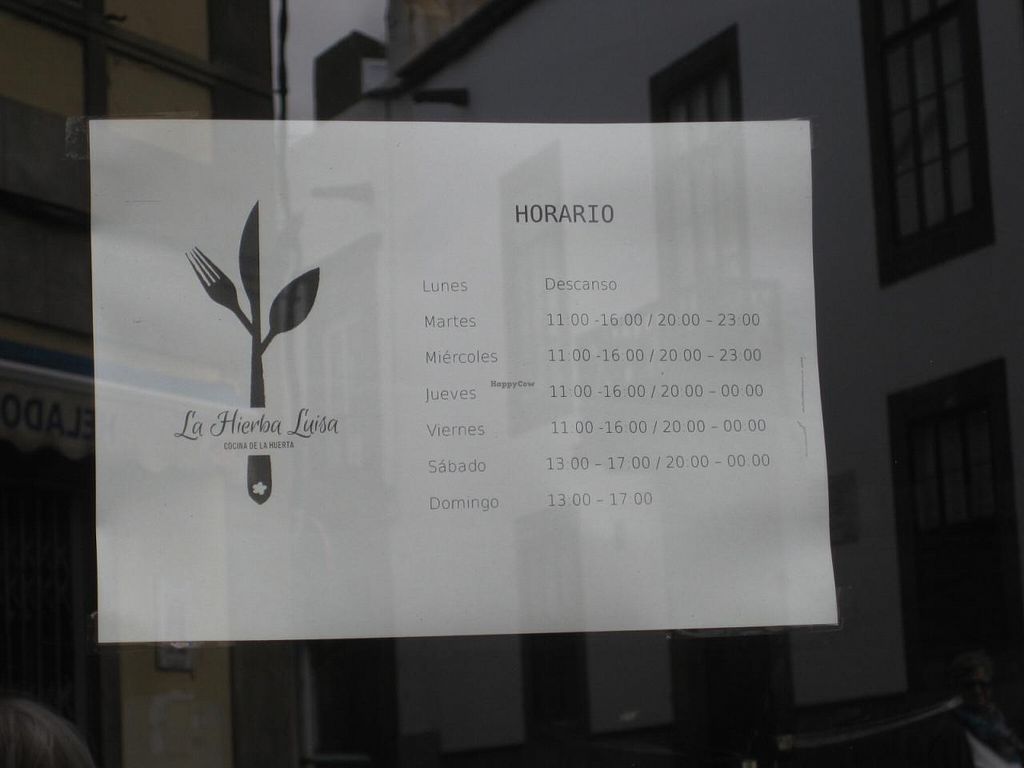 HORARIO
Lunes Descanso
Martes 11:00 -16:00 / 20:00 – 23:00
Miércoles 11:00 -16:00 / 20:00 – 23:00
HappyCow
Jueves 11:00 -16:00 / 20:00 – 00:00
Viernes 11:00 -16:00 / 20:00 – 00:00
Sábado 13:00 – 17:00 / 20:00 – 00:00
Domingo 13:00 – 17:00
La Hierba Luisa
COCINA DE LA HUERTA
ELADO